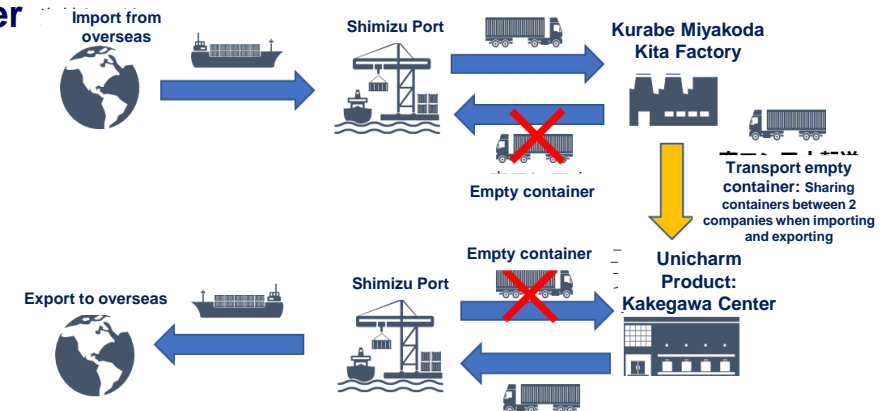 er
Import from
overseas
Shimizu Port
Kurabe Miyakoda
Kita Factory
Empty container
Transport empty
container: Sharing
containers between 2
companies when importing
and exporting
Empty container
Unicharm
Product:
Kakegawa Center
Shimizu Port
Export to overseas